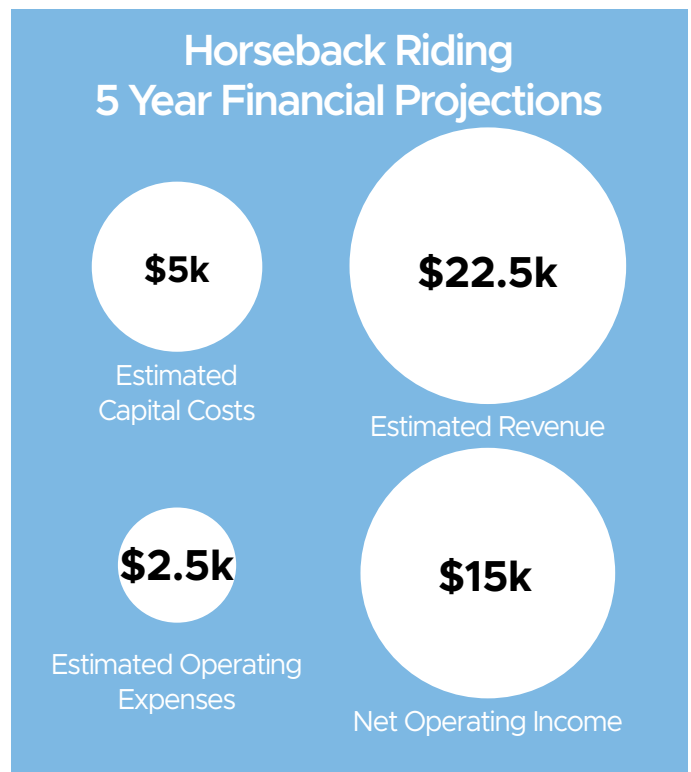 Horseback Riding
5 Year Financial Projections
$5k
Estimated
Capital Costs
$22.5k
Estimated Revenue
$2.5k
Estimated Operating
Expenses
$15k
Net Operating Income